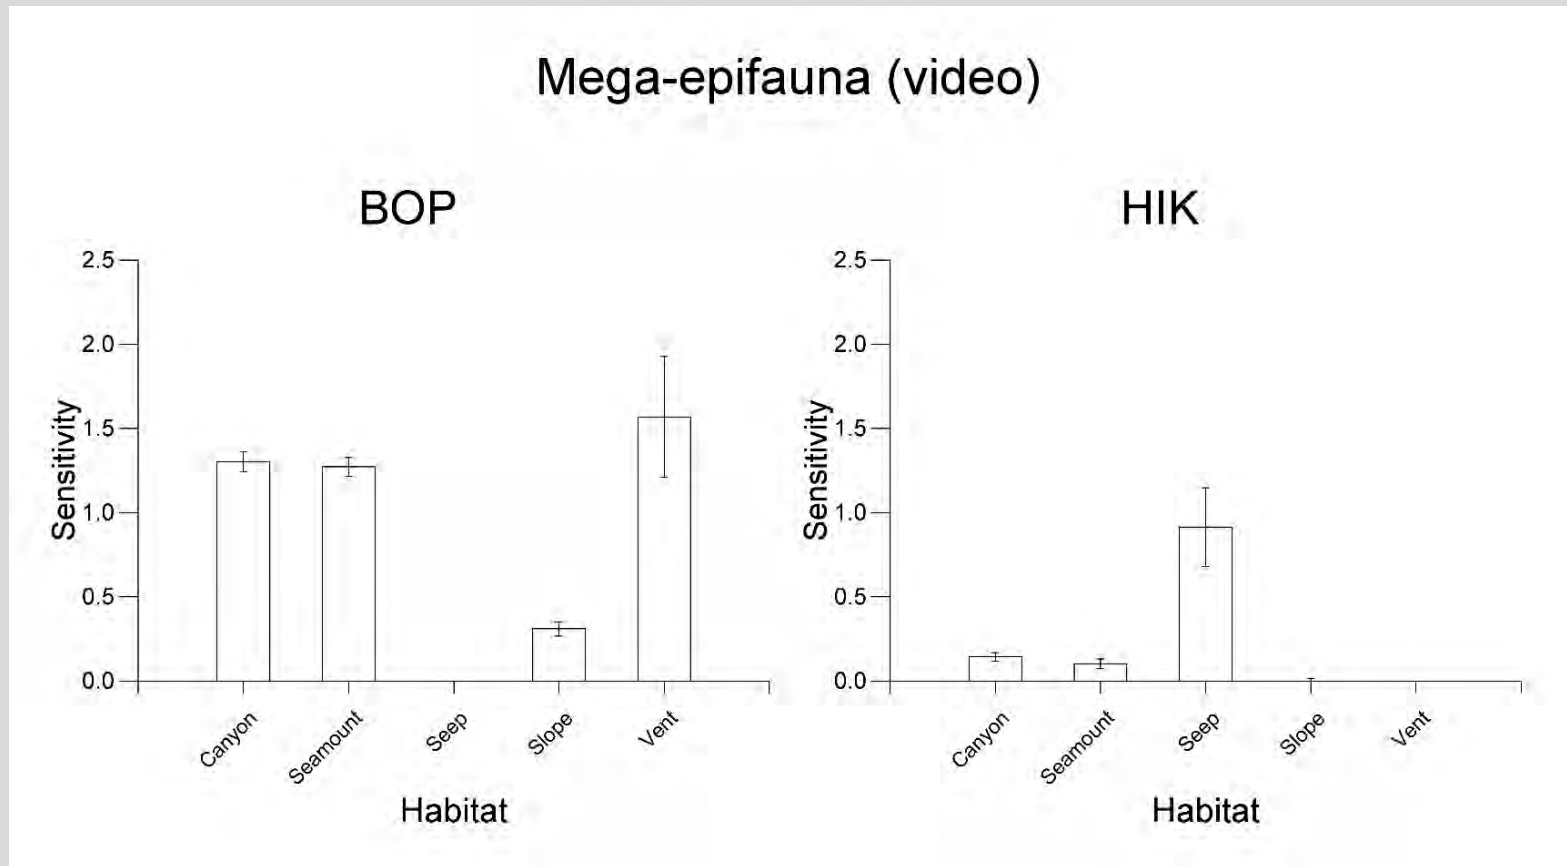 Mega-epifauna (video)
BOP
2.5
2.0
1.5
1.0
0.5
0.0
Sensitivity
Canyon
Seamount
Seep
Slope
Vent
Habitat
HIK
2.5
2.0
1.5
1.0
0.5
0.0
Sensitivity
Canyon
Seamount
Seep
Slope
Vent
Habitat